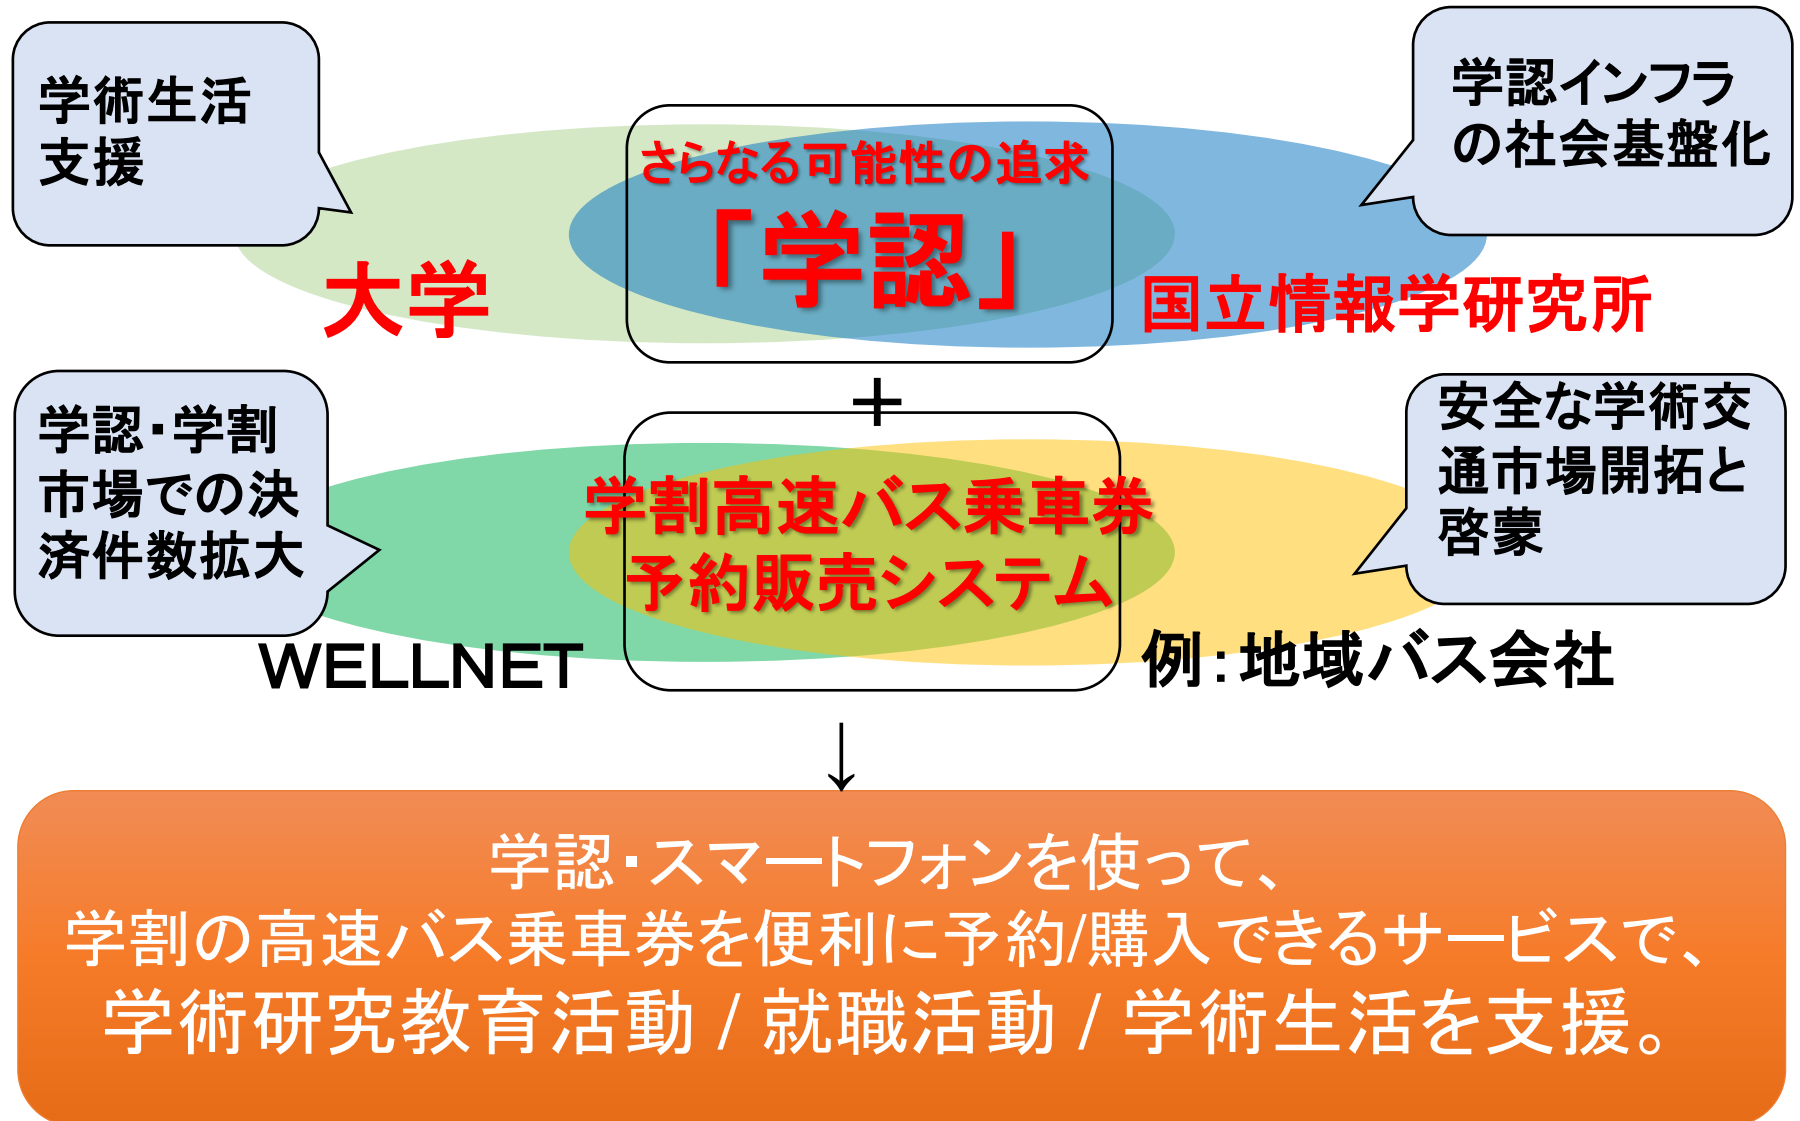 学術生活
支援
学認インフラ
の社会基盤化
さらなる可能性の追求
「学認」
大学
国立情報学研究所
＋
学認・学割
市場での決
済件数拡大
安全な学術交
通市場開拓と
啓蒙
学割高速バス乗車券
予約販売システム
WELLNET
例：地域バス会社
↓
学認・スマートフォンを使って、
学割の高速バス乗車券を便利に予約/購入できるサービスで、
学術研究教育活動 / 就職活動 / 学術生活を支援。